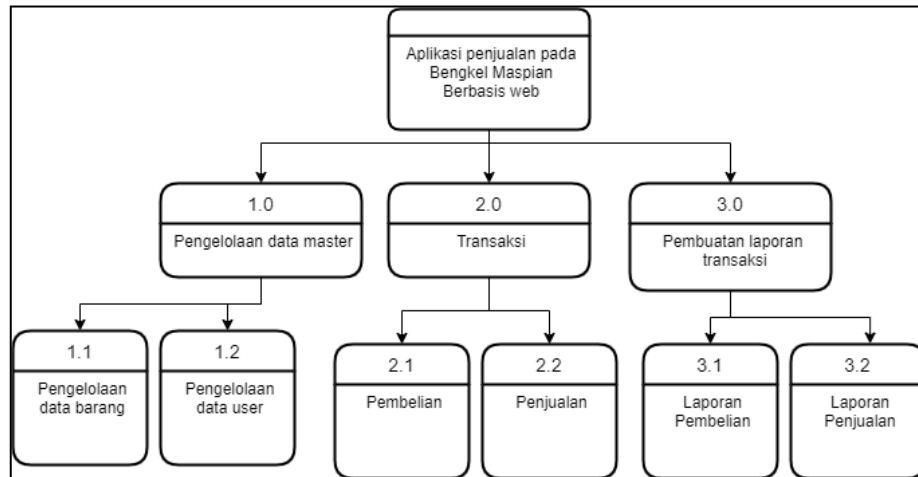 Aplikasi penjualan pada
Bengkel Maspian
Berbasis web
1.0
Pengelolaan data master
2.0
Transaksi
3.0
Pembuatan laporan
transaksi
1.1
Pengelolaan
data barang
1.2
Pengelolaan
data user
2.1
Pembelian
2.2
Penjualan
3.1
Laporan
Pembelian
3.2
Laporan
Penjualan